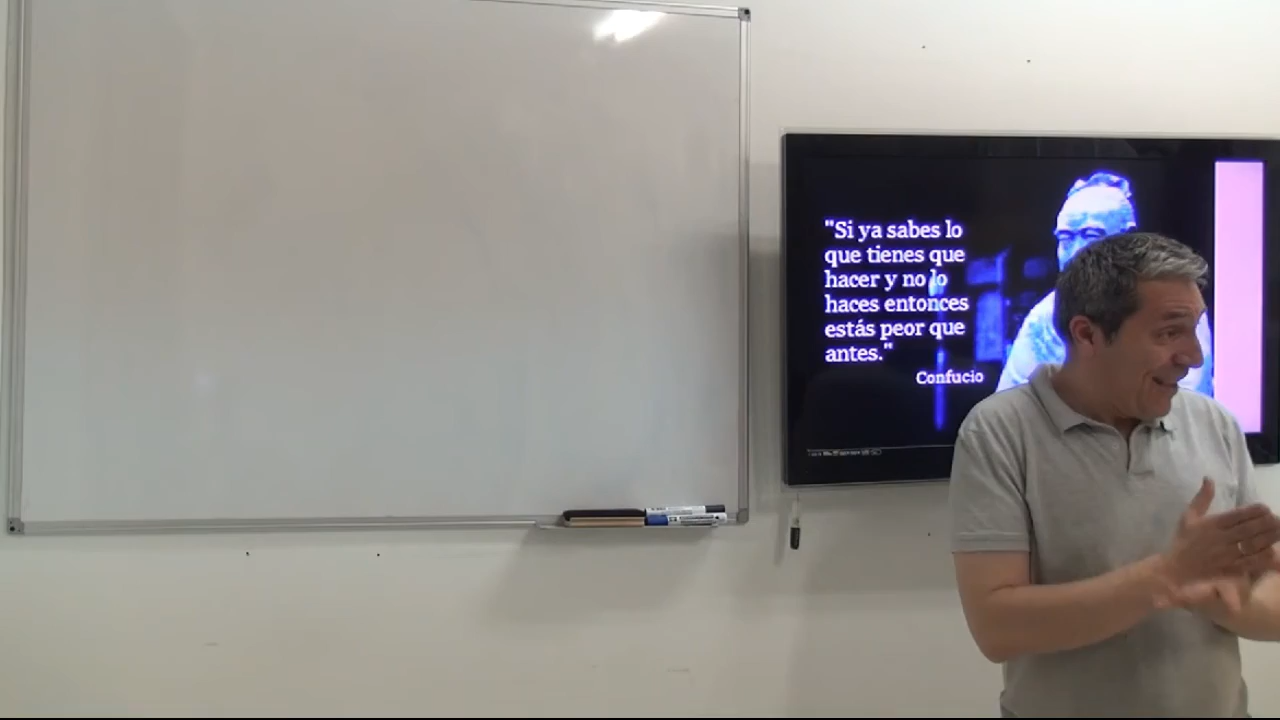 "Si ya sabes lo
que tienes que
hacer y no lo
haces entonces
estás peor que
antes."
Confucio